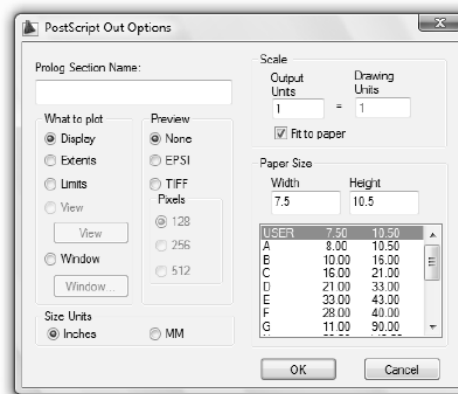 PostScript Out Options
x
Prolog Section Name:
What to plot
Display
Extents
Limits
View
View
Window
Window...
Preview
None
EPSI
TIFF
Pixels
128
256
512
Size Units
Inches
MM
Scale
Output Units
Drawing Units
1 = 1
Fit to paper
Paper Size
Width
Height
7.5
10.5
USER 7.50 10.50
A 8.00 10.50
B 10.00 16.00
C 16.00 21.00
D 21.00 33.00
E 33.00 43.00
F 28.00 40.00
G 11.00 90.00
OK
Cancel